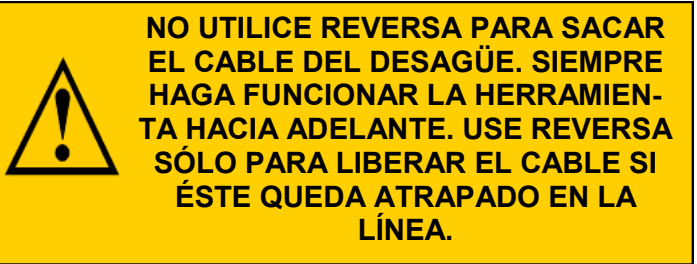 NO UTILICE REVERSA PARA SACAR
EL CABLE DEL DESAGÜE. SIEMPRE
HAGA FUNCIONAR LA HERRAMIEN-
TA HACIA ADELANTE. USE REVERSA
SÓLO PARA LIBERAR EL CABLE SI
ÉSTE QUEDA ATRAPADO EN LA
LÍNEA.